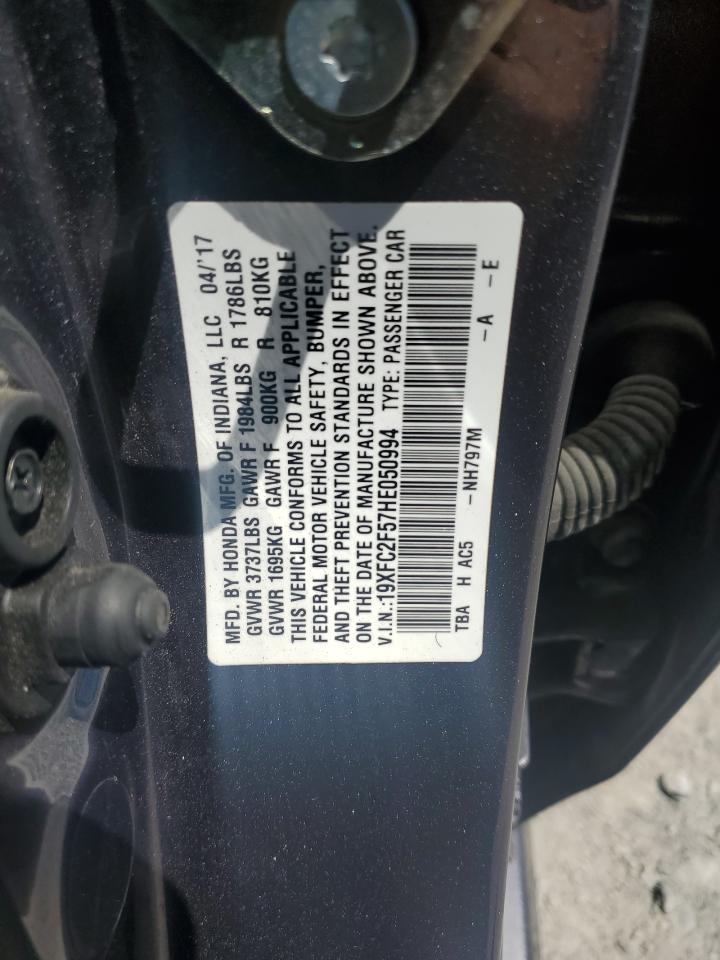 MFD. BY HONDA MFG. OF INDIANA, LLC 04/'17
GVWR 3737LBS GAWR F 1984LBS R 1786LBS
GVWR 1695KG GAWR F 900KG R 810KG
THIS VEHICLE CONFORMS TO ALL APPLICABLE
FEDERAL MOTOR VEHICLE SAFETY, BUMPER,
AND THEFT PREVENTION STANDARDS IN EFFECT
ON THE DATE OF MANUFACTURE SHOWN ABOVE.
V.I.N.:19XFC2F57HE050994 TYPE: PASSENGER CAR
TBA H AC5 -NH797M -A -E